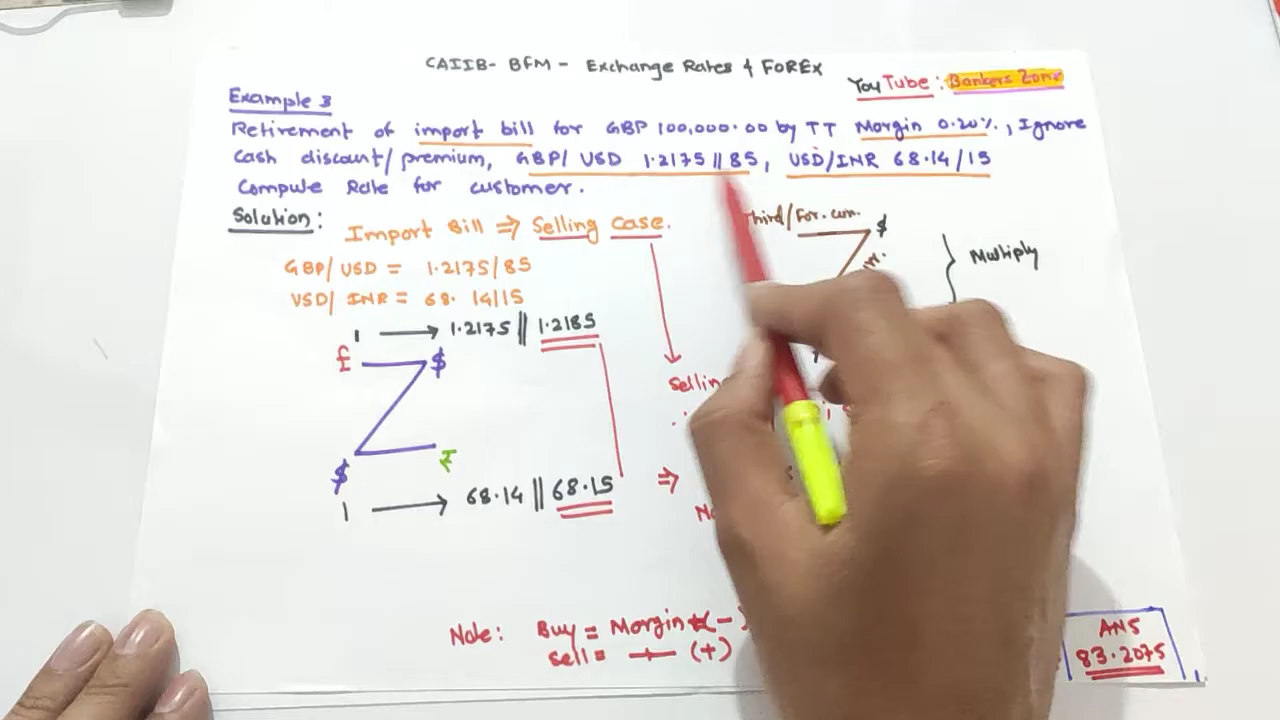 CAIIB- BFM - Exchange Rates & FOREX
YouTube: Bankers Zone
Example 3
Retirement of import bill for GBP 100,000.00 by TT Margin 0.20%, Ignore
Cash discount/premium, GBP/USD 1.2175||85, USD/INR 68.14/15
Compute Rate for customer.
Solution:
Import Bill ⇒ Selling Case.
Third/For. curr. $
GBP/USD = 1.2175/85
Multiply
USD/INR = 68.14/15
1 → 1.2175 || 1.2185
£ $
$ ₹
1 → 68.14 || 68.15
⇒
Note: Buy = Margin (-)
Sell = (+)
ANS
83.2075